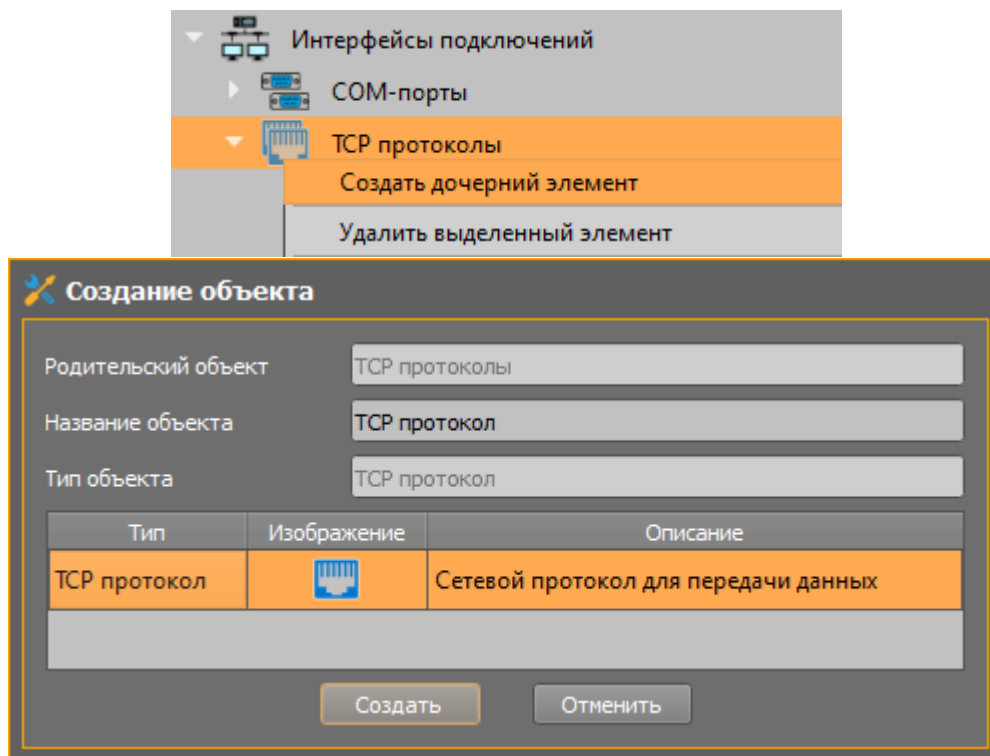 Интерфейсы подключений
COM-порты
TCP протоколы
Создать дочерний элемент
Удалить выделенный элемент
Создание объекта
Родительский объект TCP протоколы
Название объекта TCP протокол
Тип объекта TCP протокол
Тип Изображение Описание
TCP протокол Сетевой протокол для передачи данных
Создать Отменить